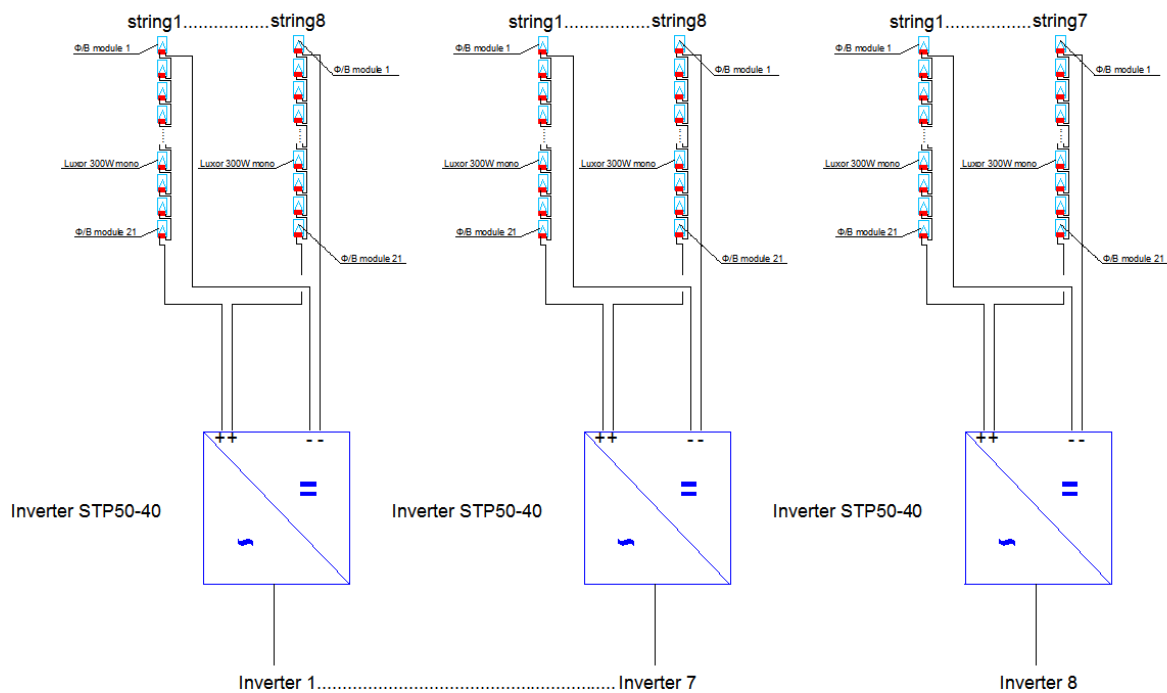 string1................string8
string1................string8
string1................string7
Φ/B module 1
Φ/B module 1
Φ/B module 1
Φ/B module 1
Φ/B module 1
Φ/B module 1
Luxor 300W mono
Luxor 300W mono
Luxor 300W mono
Luxor 300W mono
Luxor 300W mono
Luxor 300W mono
Φ/B module 21
Φ/B module 21
Φ/B module 21
Φ/B module 21
Φ/B module 21
Φ/B module 21
++ --
++ --
++ --
Inverter STP50-40
Inverter STP50-40
Inverter STP50-40
Inverter 1.......................................................Inverter 7
Inverter 8